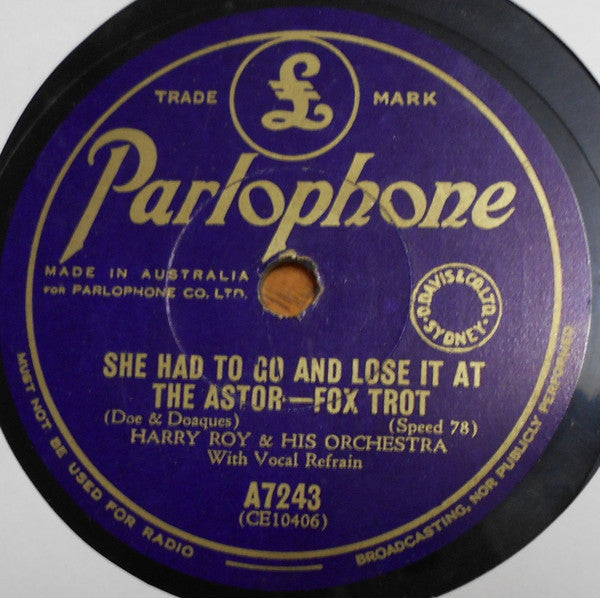 TRADE MARK
£
Parlophone
MADE IN AUSTRALIA
FOR PARLOPHONE CO. LTD.
D. DAVIS & CO. LTD. SYDNEY.
SHE HAD TO GO AND LOSE IT AT
THE ASTOR—FOX TROT
(Doe & Doaques) (Speed 78)
HARRY ROY & HIS ORCHESTRA
With Vocal Refrain
A7243
(CE10406)
MUST NOT BE USED FOR RADIO BROADCASTING, NOR PUBLICLY PERFORMED